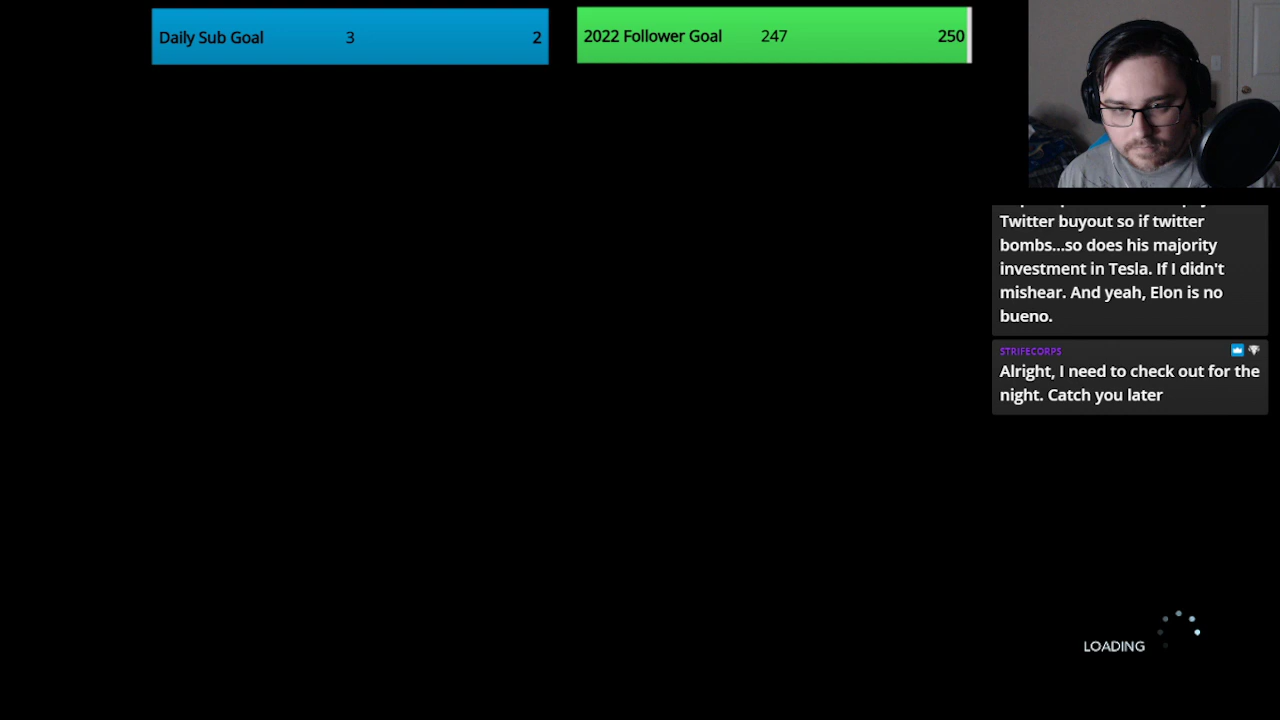 Daily Sub Goal 3 2
2022 Follower Goal 247 250
Twitter buyout so if twitter
bombs...so does his majority
investment in Tesla. If I didn't
mishear. And yeah, Elon is no
bueno.
STRIFECORPS
Alright, I need to check out for the
night. Catch you later
LOADING